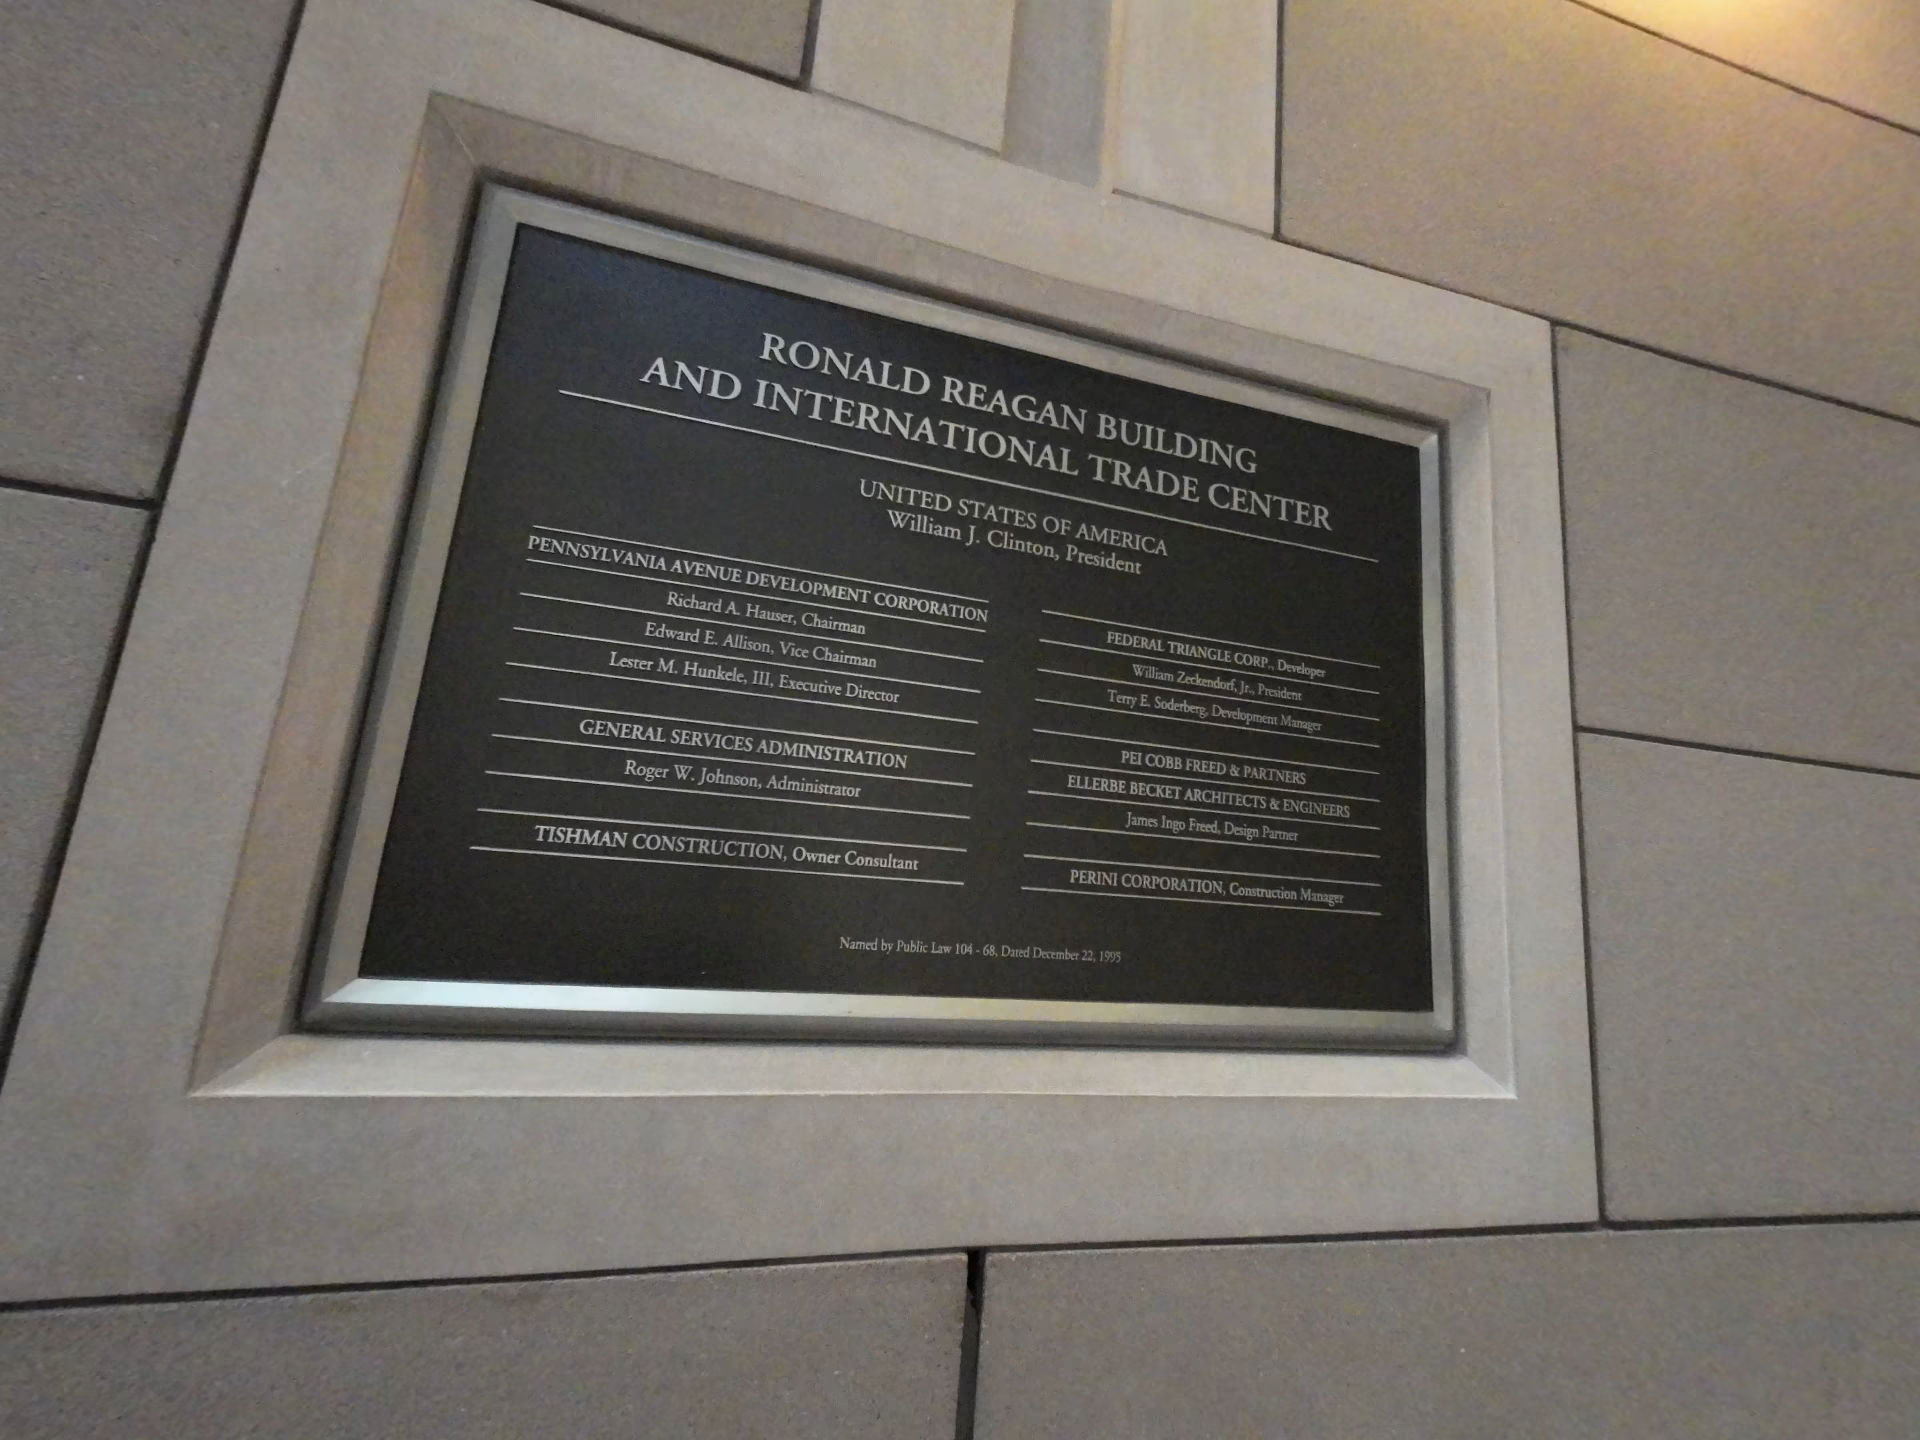 RONALD REAGAN BUILDING
AND INTERNATIONAL TRADE CENTER
UNITED STATES OF AMERICA
William J. Clinton, President
PENNSYLVANIA AVENUE DEVELOPMENT CORPORATION
Richard A. Hauser, Chairman
Edward E. Allison, Vice Chairman
Lester M. Hunkele, III, Executive Director
GENERAL SERVICES ADMINISTRATION
Roger W. Johnson, Administrator
TISHMAN CONSTRUCTION, Owner Consultant
FEDERAL TRIANGLE CORP., Developer
William Zeckendorf, Jr., President
Terry E. Soderberg, Development Manager
PEI COBB FREED & PARTNERS
ELLERBE BECKET ARCHITECTS & ENGINEERS
James Ingo Freed, Design Partner
PERINI CORPORATION, Construction Manager
Named by Public Law 104 - 68, Dated December 22, 1995